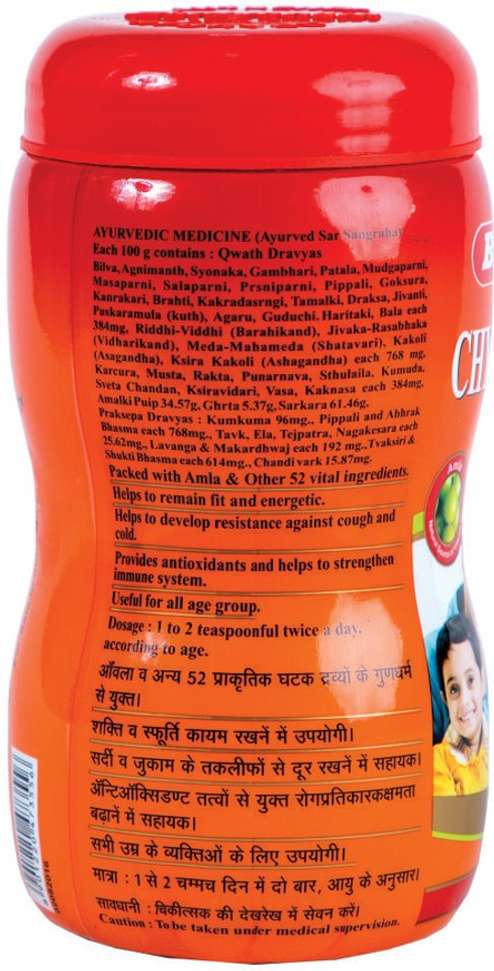 AYURVEDIC MEDICINE (Ayurved Sar Sangraha)
Each 100 g contains : Qwath Dravyas
Bilva, Agnimanth, Syonaka, Gambhari, Patala, Mudgaparni,
Masaparni, Salaparni, Prsniparni, Pippali, Goksura,
Kanrakari, Brahti, Kakradasrngi, Tamalki, Draksa, Jivanti,
Puskaramula (kuth), Agaru, Guduchi. Haritaki, Bala each
384mg, Riddhi-Viddhi (Barahikand), Jivaka-Rasabhaka
(Vidharikand), Meda-Mahameda (Shatavari). Kakoli
(Asagandha), Ksira Kakoli (Ashagandha) each 768 mg,
Karcura, Musta, Rakta, Punarnava, Sthulaila, Kumuda,
Sveta Chandan, Ksiravidari, Vasa, Kaknasa each 384mg,
Amalki Puip 34.57g, Ghrta 5.37g, Sarkara 61.46g.
Praksepa Dravyas : Kumkuma 96mg., Pippali and Abhrak
Bhasma each 768mg., Tavk, Ela, Tejpatra, Nagakesara each
25.62mg., Lavanga & Makardhwaj each 192 mg., Tvaksiri &
Shukti Bhasma each 614mg., Chandi vark 15.87mg.
Packed with Amla & Other 52 vital ingredients.
Helps to remain fit and energetic.
Helps to develop resistance against cough and
cold.
Provides antioxidants and helps to strengthen
immune system.
Useful for all age group.
Dosage : 1 to 2 teaspoonful twice a day.
according to age.
आँवला व अन्य 52 प्राकृतिक घटक द्रव्यों के गुणधर्म
से युक्त।
शक्ति व स्फूर्ति कायम रखनें में उपयोगी।
सर्दी व जुकाम के तकलीफों से दूर रखनें में सहायक।
ॲन्टिऑक्सिडण्ट तत्वों से युक्त रोगप्रतिकारकक्षमता
बढ़ानें में सहायक।
सभी उम्र के व्यक्तिओं के लिए उपयोगी।
मात्रा : 1 से 2 चम्मच दिन में दो बार, आयु के अनुसार।
सावधानी : चिकीत्सक की देखरेख में सेवन करें।
Caution : To be taken under medical supervision.
B
CH
Amla